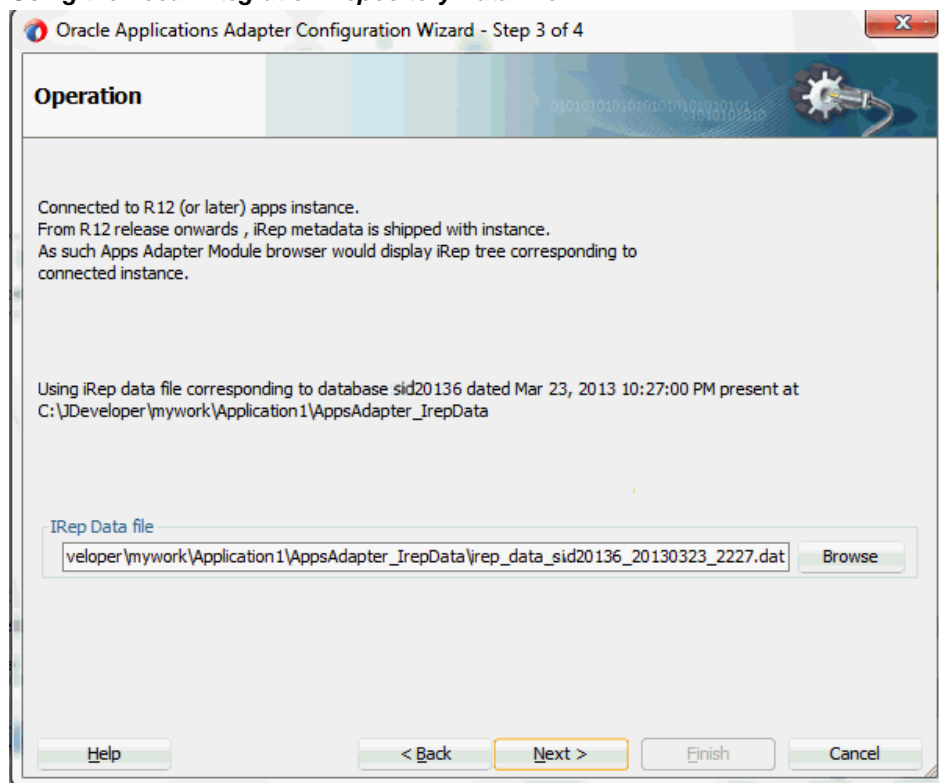 Oracle Applications Adapter Configuration Wizard - Step 3 of 4
Operation
Connected to R12 (or later) apps instance.
From R12 release onwards , iRep metadata is shipped with instance.
As such Apps Adapter Module browser would display iRep tree corresponding to
connected instance.
Using iRep data file corresponding to database sid20136 dated Mar 23, 2013 10:27:00 PM present at
C:\JDeveloper\mywork\Application1\AppsAdapter_IrepData
IRep Data file
veloper\mywork\Application1\AppsAdapter_IrepData\irep_data_sid20136_20130323_2227.dat
Browse
Help
< Back
Next >
Finish
Cancel